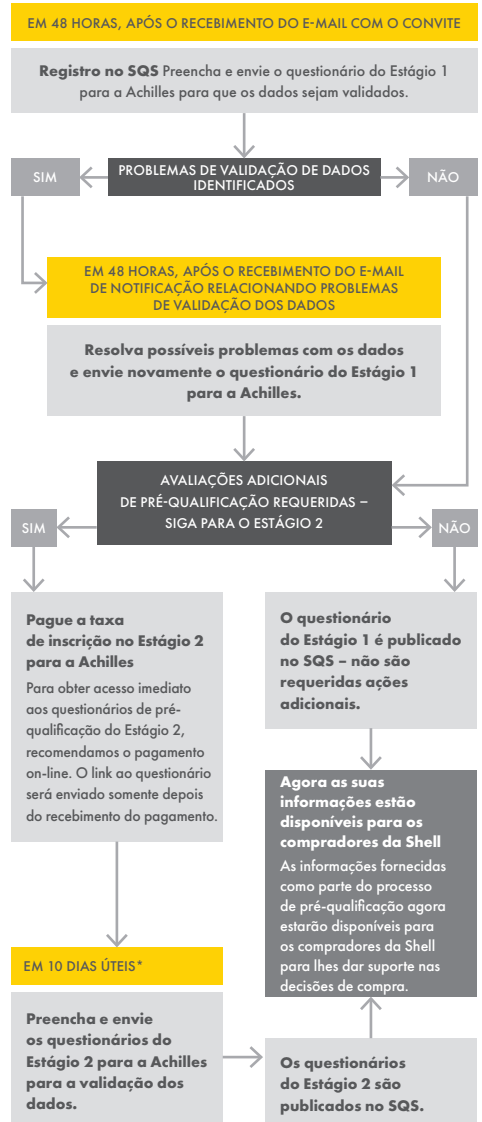 EM 48 HORAS, APÓS O RECEBIMENTO DO E-MAIL COM O CONVITE
Registro no SQS Preencha e envie o questionário do Estágio 1
para a Achilles para que os dados sejam validados.
SIM
PROBLEMAS DE VALIDAÇÃO DE DADOS
IDENTIFICADOS
NÃO
EM 48 HORAS, APÓS O RECEBIMENTO DO E-MAIL
DE NOTIFICAÇÃO RELACIONANDO PROBLEMAS
DE VALIDAÇÃO DOS DADOS
Resolva possíveis problemas com os dados
e envie novamente o questionário do Estágio 1
para a Achilles.
AVALIAÇÕES ADICIONAIS
DE PRÉ-QUALIFICAÇÃO REQUERIDAS –
SIGA PARA O ESTÁGIO 2
SIM
NÃO
Pague a taxa
de inscrição no Estágio 2
para a Achilles
Para obter acesso imediato
aos questionários de pré-
qualificação do Estágio 2,
recomendamos o pagamento
on-line. O link ao questionário
será enviado somente depois
do recebimento do pagamento.
O questionário
do Estágio 1 é publicado
no SQS – não são
requeridas ações
adicionais.
Agora as suas
informações estão
disponíveis para os
compradores da Shell
As informações fornecidas
como parte do processo
de pré-qualificação agora
estarão disponíveis para
os compradores da Shell
para lhes dar suporte nas
decisões de compra.
EM 10 DIAS ÚTEIS*
Preencha e envie
os questionários do
Estágio 2 para a Achilles
para a validação dos
dados.
Os questionários
do Estágio 2 são
publicados no SQS.